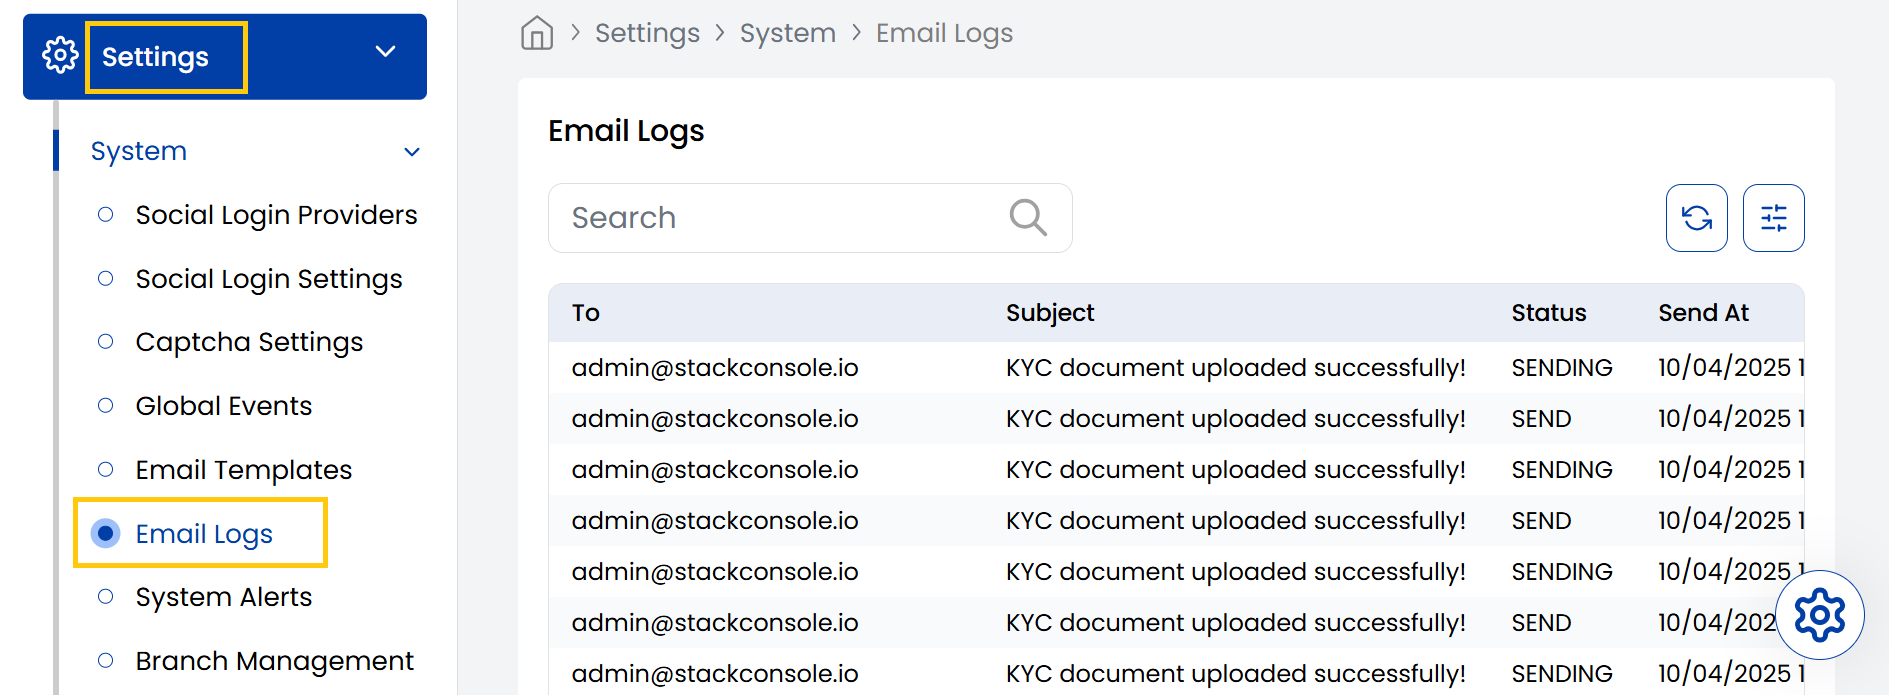 Settings
System
Social Login Providers
Social Login Settings
Captcha Settings
Global Events
Email Templates
Email Logs
System Alerts
Branch Management
Settings > System > Email Logs
Email Logs
Search
To Subject Status Send At
admin@stackconsole.io KYC document uploaded successfully! SENDING 10/04/2025 1
admin@stackconsole.io KYC document uploaded successfully! SEND 10/04/2025 1
admin@stackconsole.io KYC document uploaded successfully! SENDING 10/04/2025 1
admin@stackconsole.io KYC document uploaded successfully! SEND 10/04/2025 1
admin@stackconsole.io KYC document uploaded successfully! SENDING 10/04/2025 1
admin@stackconsole.io KYC document uploaded successfully! SEND 10/04/202
admin@stackconsole.io KYC document uploaded successfully! SENDING 10/04/2025 1